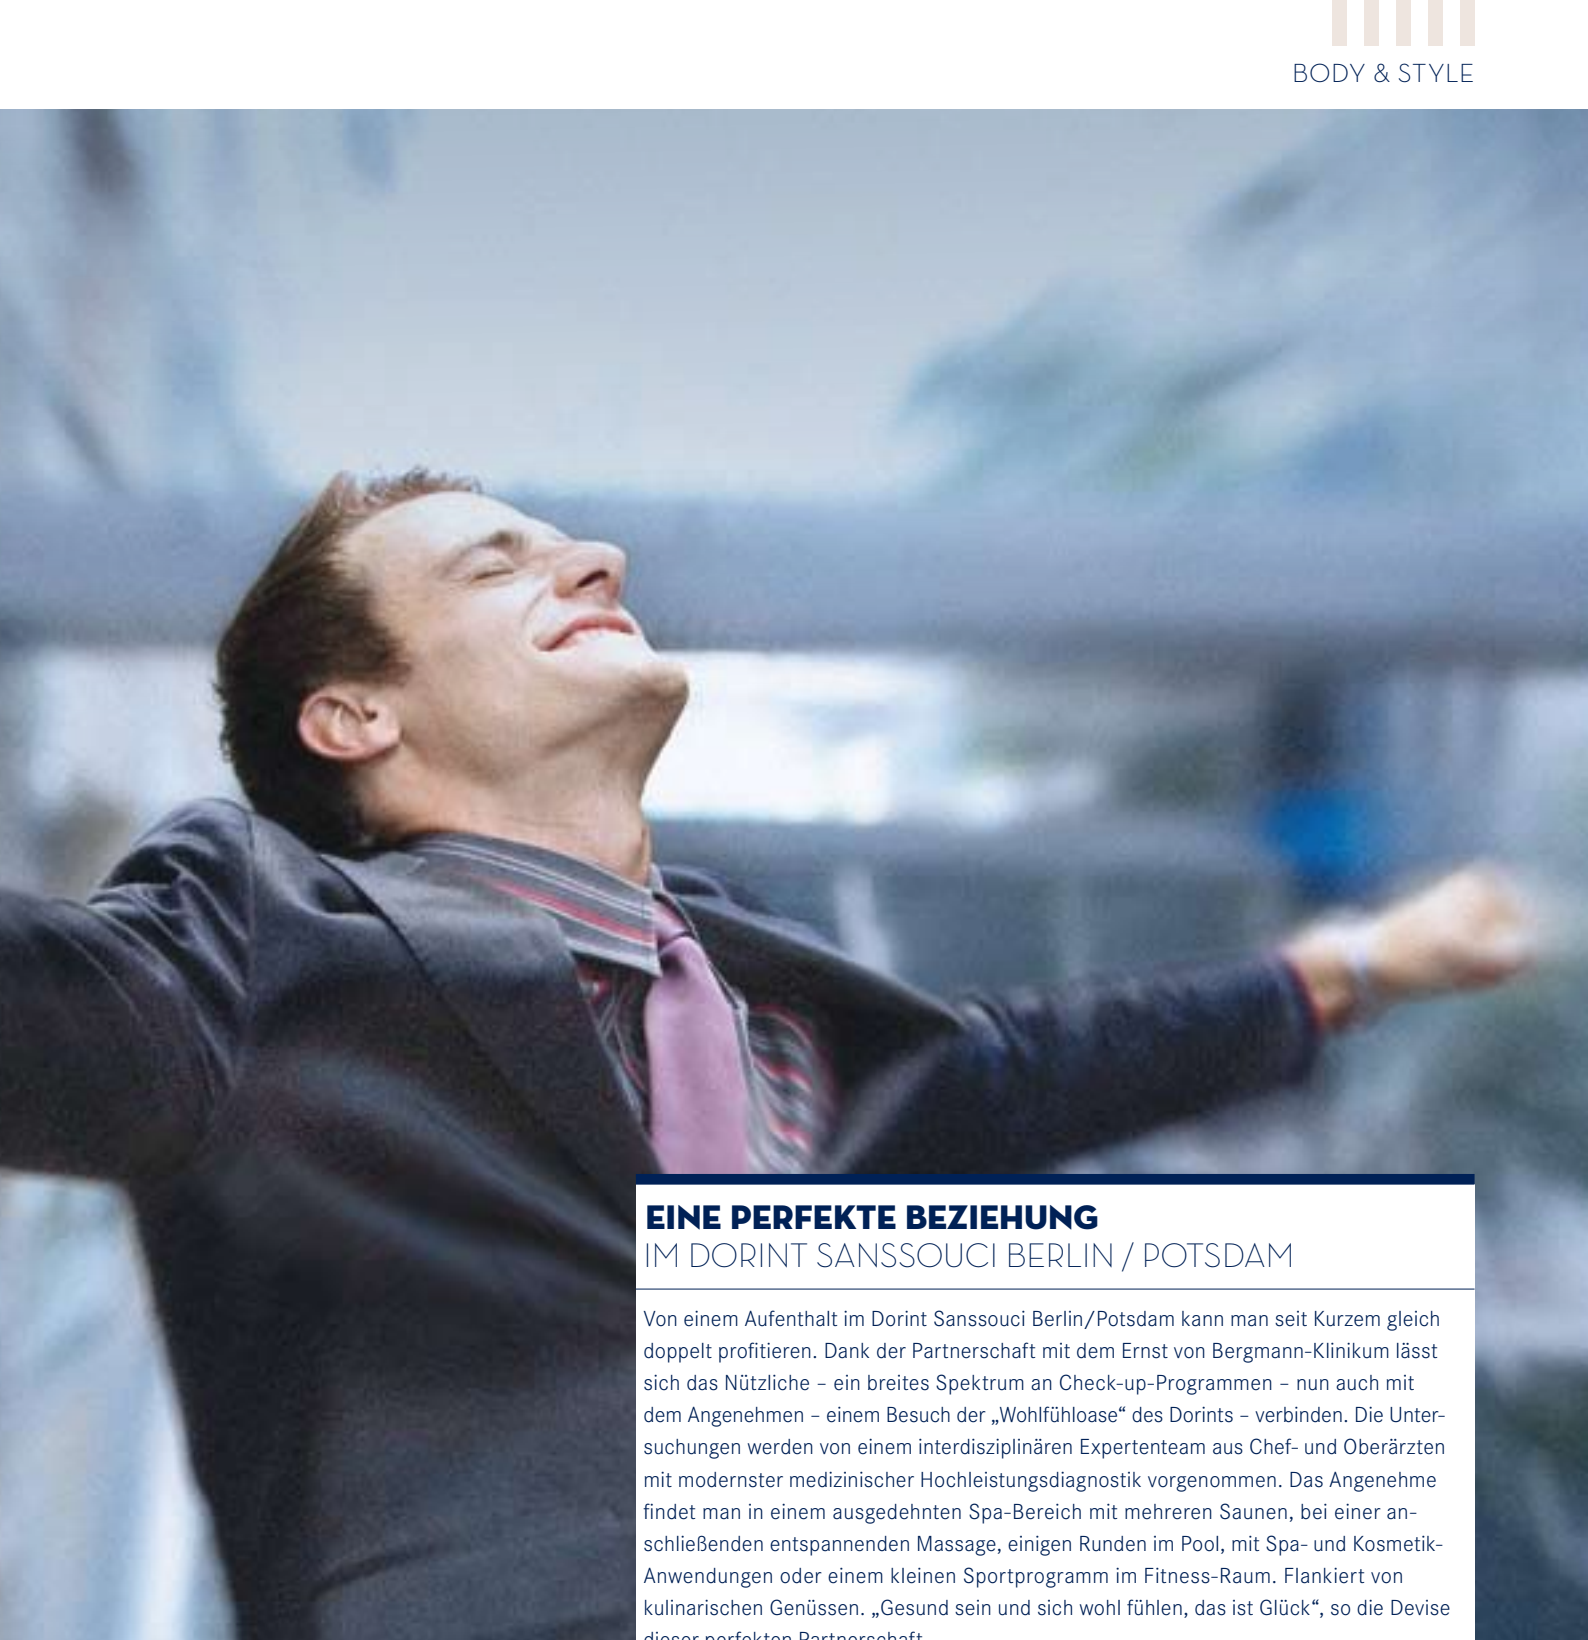 BODY & STYLE
EINE PERFEKTE BEZIEHUNG
IM DORINT SANSSOUCI BERLIN / POTSDAM
Von einem Aufenthalt im Dorint Sanssouci Berlin/Potsdam kann man seit Kurzem gleich
doppelt profitieren. Dank der Partnerschaft mit dem Ernst von Bergmann-Klinikum lässt
sich das Nützliche – ein breites Spektrum an Check-up-Programmen – nun auch mit
dem Angenehmen – einem Besuch der „Wohlfühloase“ des Dorints – verbinden. Die Unter-
suchungen werden von einem interdisziplinären Expertenteam aus Chef- und Oberärzten
mit modernster medizinischer Hochleistungsdiagnostik vorgenommen. Das Angenehme
findet man in einem ausgedehnten Spa-Bereich mit mehreren Saunen, bei einer an-
schließenden entspannenden Massage, einigen Runden im Pool, mit Spa- und Kosmetik-
Anwendungen oder einem kleinen Sportprogramm im Fitness-Raum. Flankiert von
kulinarischen Genüssen. „Gesund sein und sich wohl fühlen, das ist Glück“, so die Devise
dieser perfekten Partnerschaft.